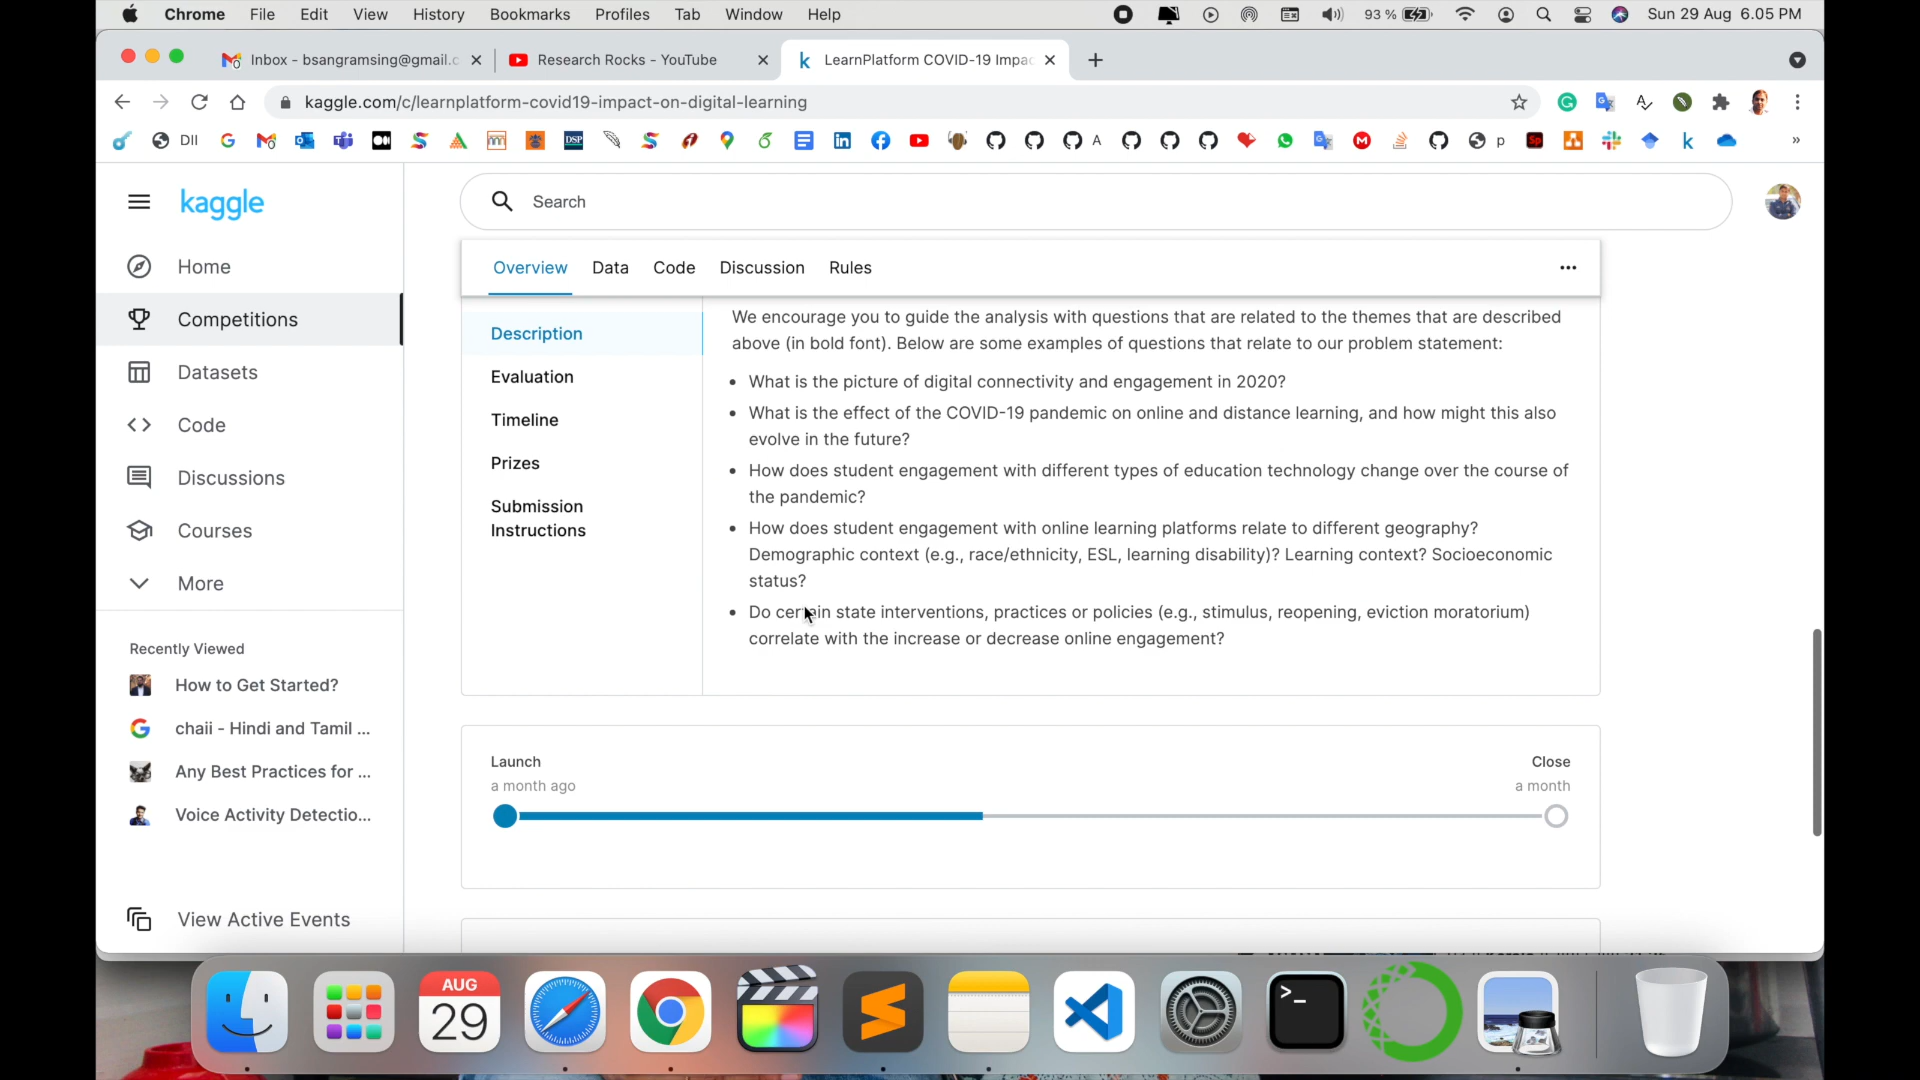 Chrome File Edit View History Bookmarks Profiles Tab Window Help 93 % Sun 29 Aug 6.05 PM
Inbox - bsangramsing@gmail.c Research Rocks - YouTube LearnPlatform COVID-19 Impac
kaggle.com/c/learnplatform-covid19-impact-on-digital-learning
DII DSP A p Sp »
kaggle
Search
Home
Competitions
Datasets
Code
Discussions
Courses
More
Recently Viewed
How to Get Started?
chaii - Hindi and Tamil ...
Any Best Practices for ...
Voice Activity Detectio...
View Active Events
Overview Data Code Discussion Rules
Description
Evaluation
Timeline
Prizes
Submission
Instructions
We encourage you to guide the analysis with questions that are related to the themes that are described
above (in bold font). Below are some examples of questions that relate to our problem statement:
• What is the picture of digital connectivity and engagement in 2020?
• What is the effect of the COVID-19 pandemic on online and distance learning, and how might this also
evolve in the future?
• How does student engagement with different types of education technology change over the course of
the pandemic?
• How does student engagement with online learning platforms relate to different geography?
Demographic context (e.g., race/ethnicity, ESL, learning disability)? Learning context? Socioeconomic
status?
• Do certain state interventions, practices or policies (e.g., stimulus, reopening, eviction moratorium)
correlate with the increase or decrease online engagement?
Launch Close
a month ago a month
AUG
29